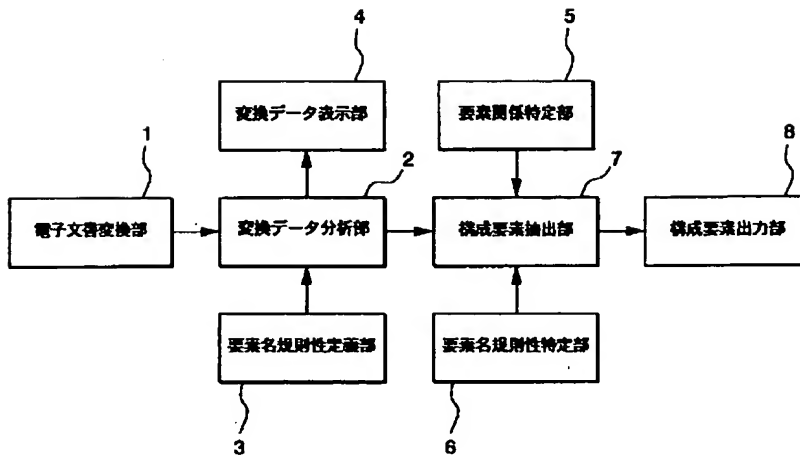 4
5
変換データ表示部
要素関係特定部
1
2
7
8
電子文書変換部
変換データ分析部
構成要素抽出部
構成要素出力部
要素名規則性定義部
要素名規則性特定部
3
6